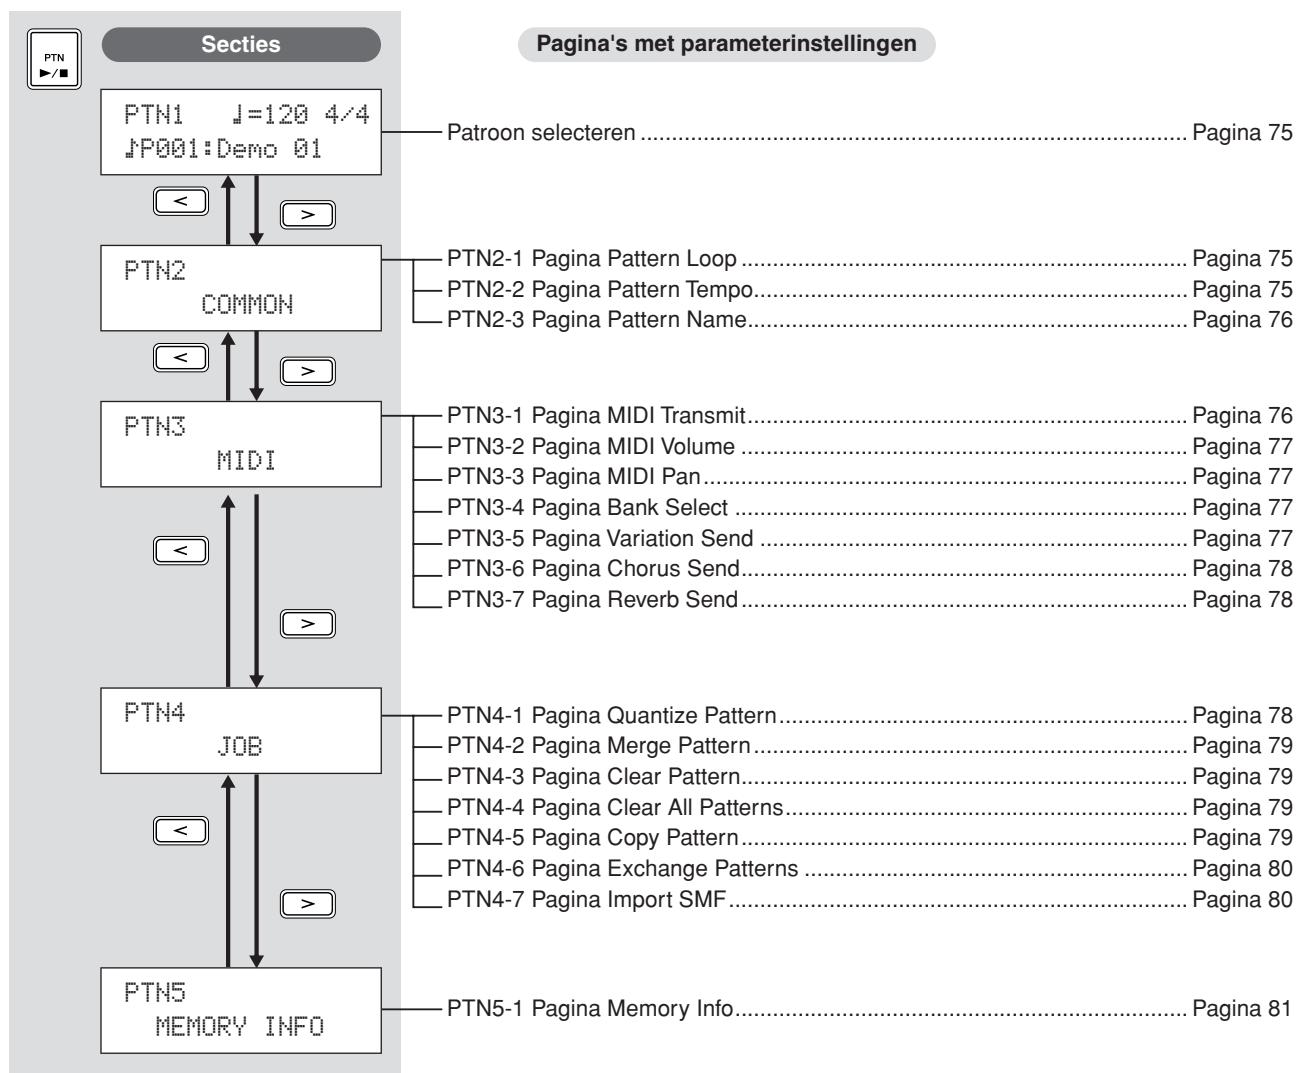 PTN
►/■
Secties
Pagina's met parameterinstellingen
PTN1 ♩=120 4/4
♪P001:Demo 01
Patroon selecteren ........ Pagina 75
<
>
PTN2
COMMON
PTN2-1 Pagina Pattern Loop ........ Pagina 75
PTN2-2 Pagina Pattern Tempo........ Pagina 75
PTN2-3 Pagina Pattern Name........ Pagina 76
<
>
PTN3
MIDI
PTN3-1 Pagina MIDI Transmit........ Pagina 76
PTN3-2 Pagina MIDI Volume ........ Pagina 77
PTN3-3 Pagina MIDI Pan........ Pagina 77
PTN3-4 Pagina Bank Select ........ Pagina 77
PTN3-5 Pagina Variation Send ........ Pagina 77
PTN3-6 Pagina Chorus Send........ Pagina 78
PTN3-7 Pagina Reverb Send........ Pagina 78
<
>
PTN4
JOB
PTN4-1 Pagina Quantize Pattern........ Pagina 78
PTN4-2 Pagina Merge Pattern........ Pagina 79
PTN4-3 Pagina Clear Pattern........ Pagina 79
PTN4-4 Pagina Clear All Patterns........ Pagina 79
PTN4-5 Pagina Copy Pattern........ Pagina 79
PTN4-6 Pagina Exchange Patterns ........ Pagina 80
PTN4-7 Pagina Import SMF........ Pagina 80
<
>
PTN5
MEMORY INFO
PTN5-1 Pagina Memory Info........ Pagina 81